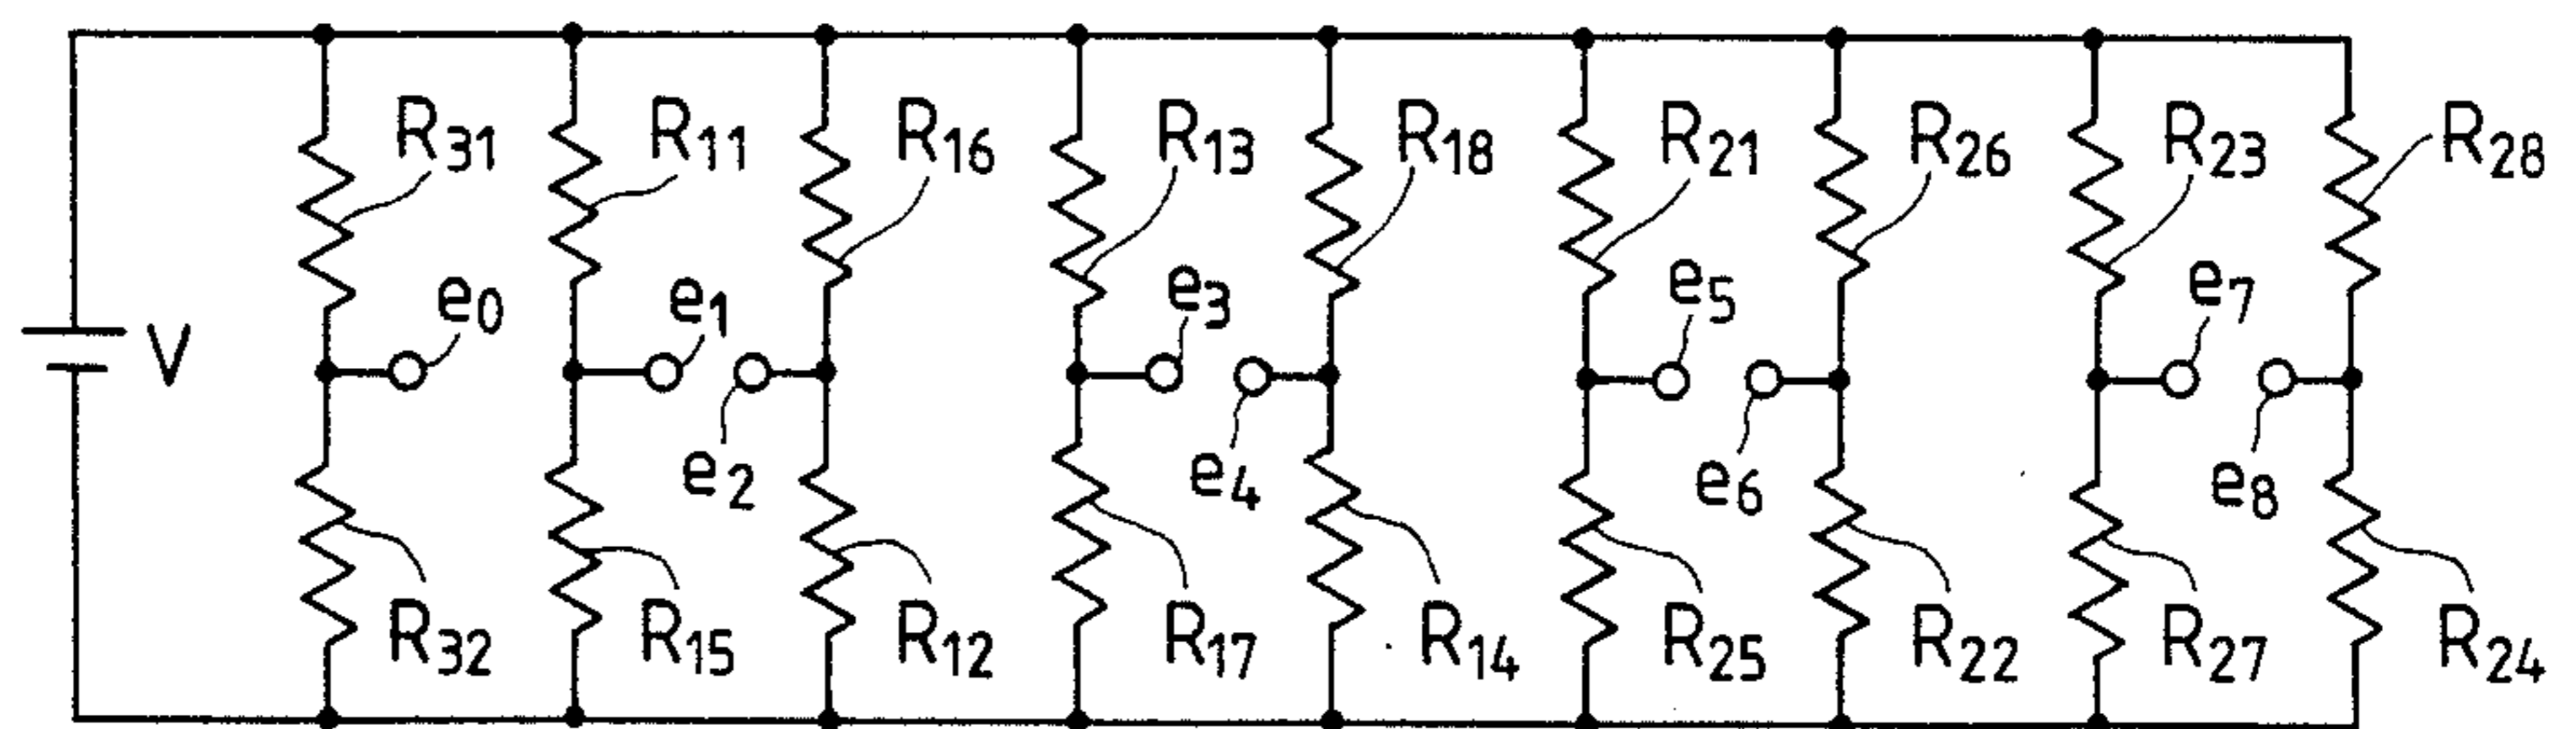 R31 R11 R16 R13 R18 R21 R26 R23 R28
e0 e1 e3 e5 e7
V
e2 e4 e6 e8
R32 R15 R12 R17 R14 R25 R22 R27 R24